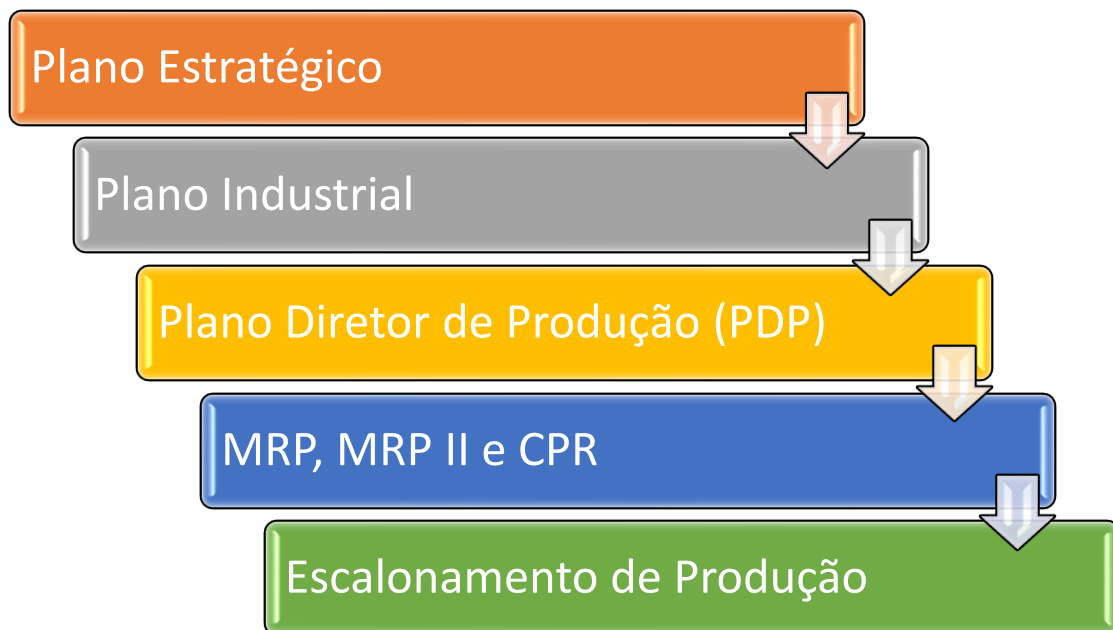 Plano Estratégico
Plano Industrial
Plano Diretor de Produção (PDP)
MRP, MRP II e CPR
Escalonamento de Produção